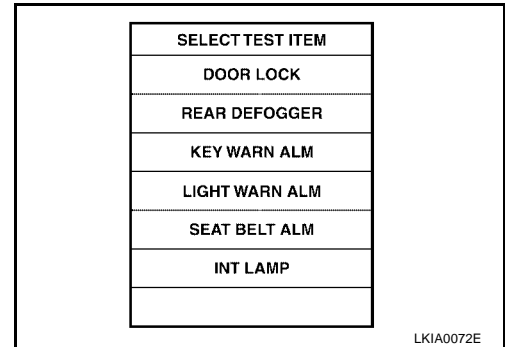 SELECT TEST ITEM
DOOR LOCK
REAR DEFOGGER
KEY WARN ALM
LIGHT WARN ALM
SEAT BELT ALM
INT LAMP
LKIA0072E